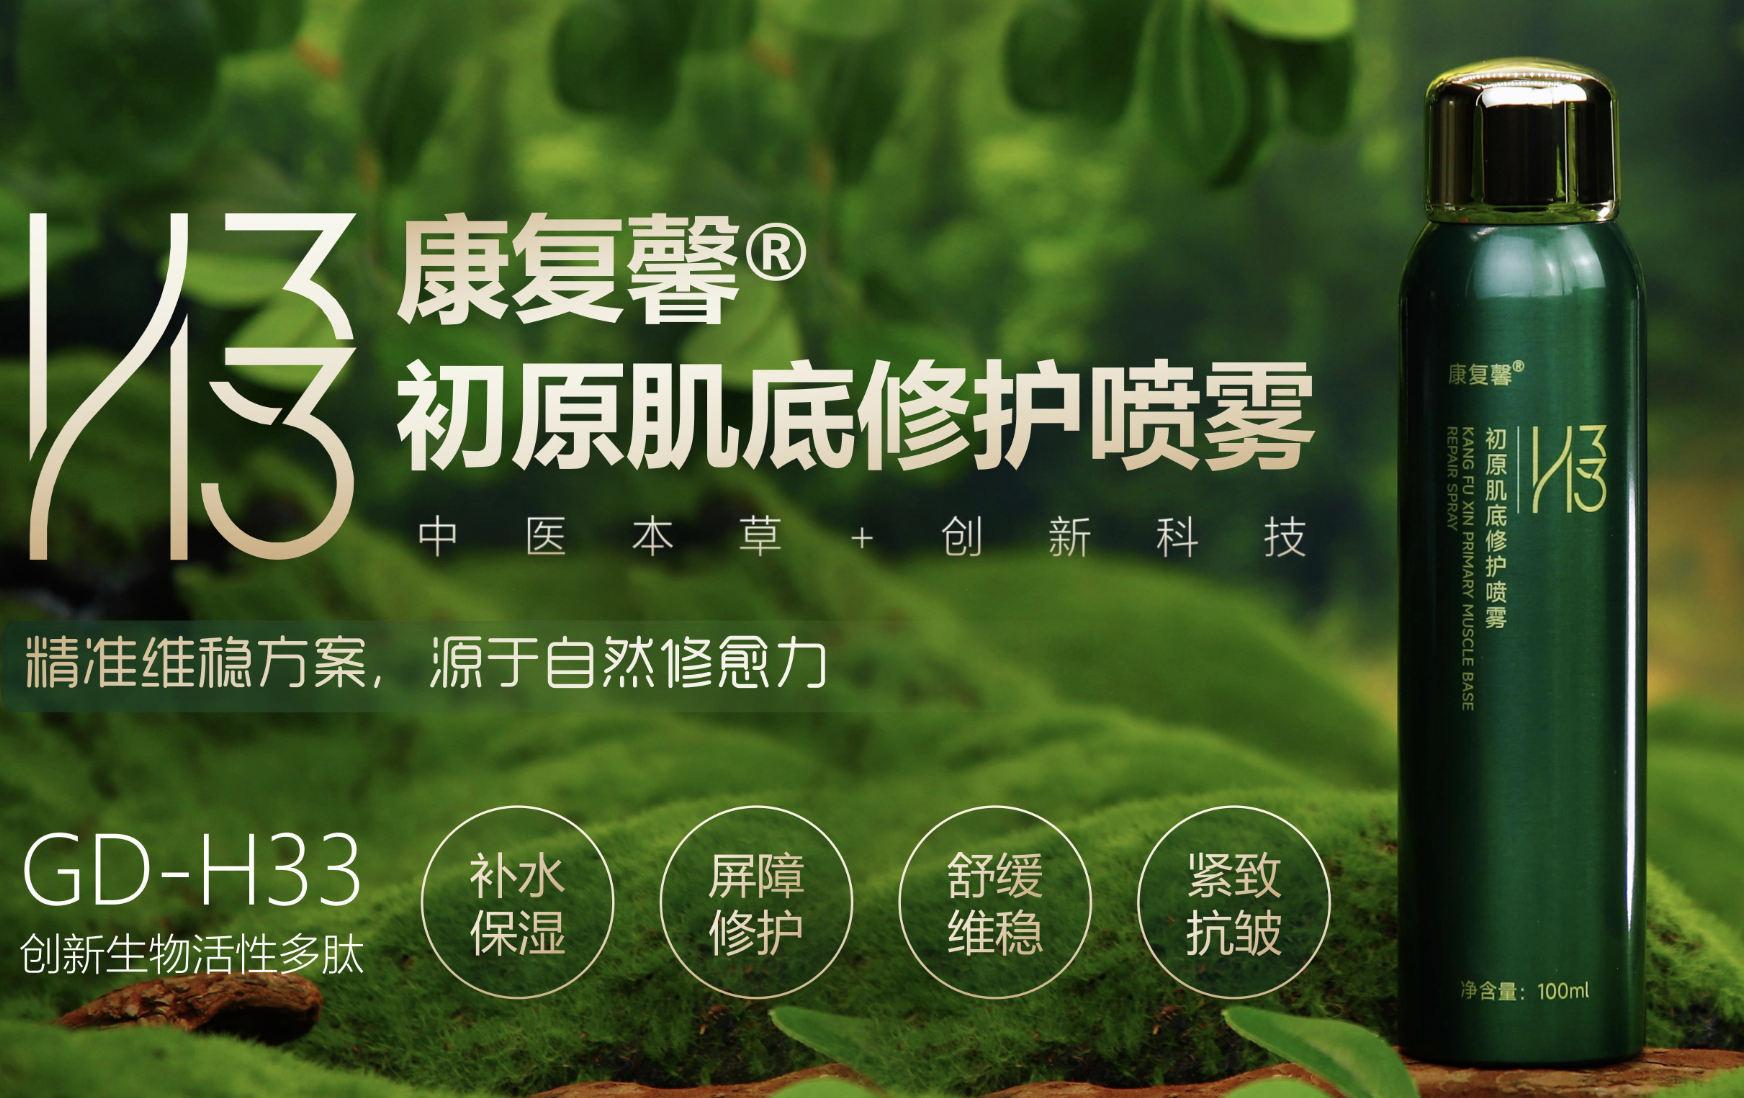 H33
康复馨®
初原肌底修护喷雾
中医本草+创新科技
精准维稳方案，源于自然修愈力
GD-H33
创新生物活性多肽
补水
保湿
屏障
修护
舒缓
维稳
紧致
抗皱
康复馨®
H33
初原肌底修护喷雾
KANG FU XIN PRIMARY MUSCLE BASE
REPAIR SPRAY
净含量：100ml